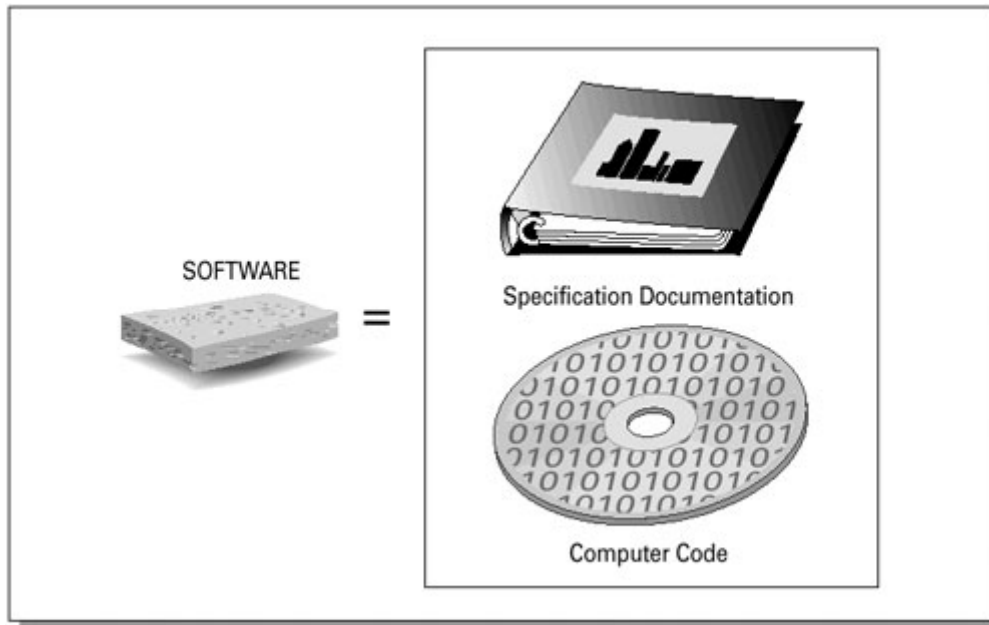 SOFTWARE
=
Specification Documentation
Computer Code